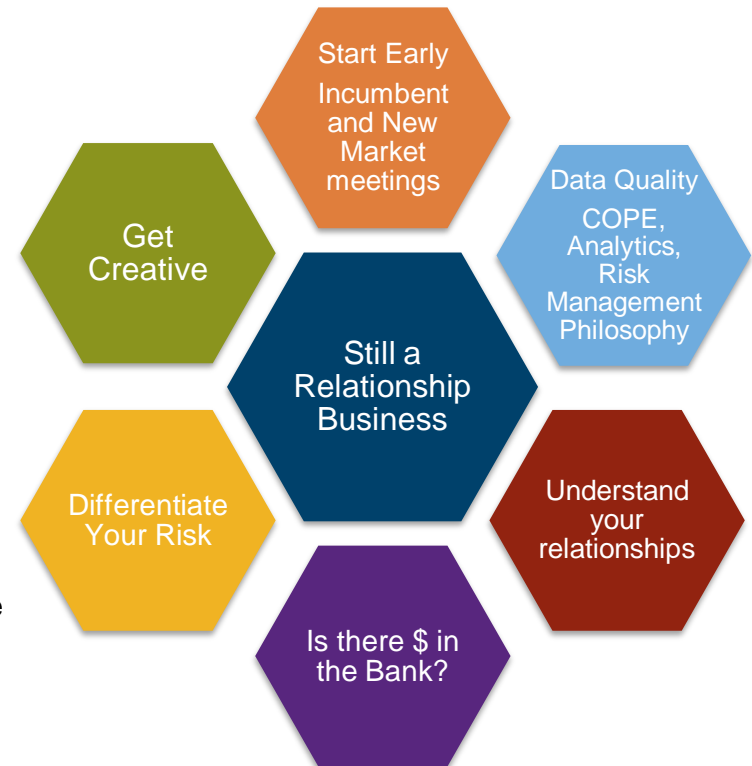 Start Early
Incumbent
and New
Market
meetings
Data Quality
COPE,
Analytics,
Risk
Management
Philosophy
Get
Creative
Still a
Relationship
Business
Differentiate
Your Risk
Understand
your
relationships
e
Is there $ in
the Bank?